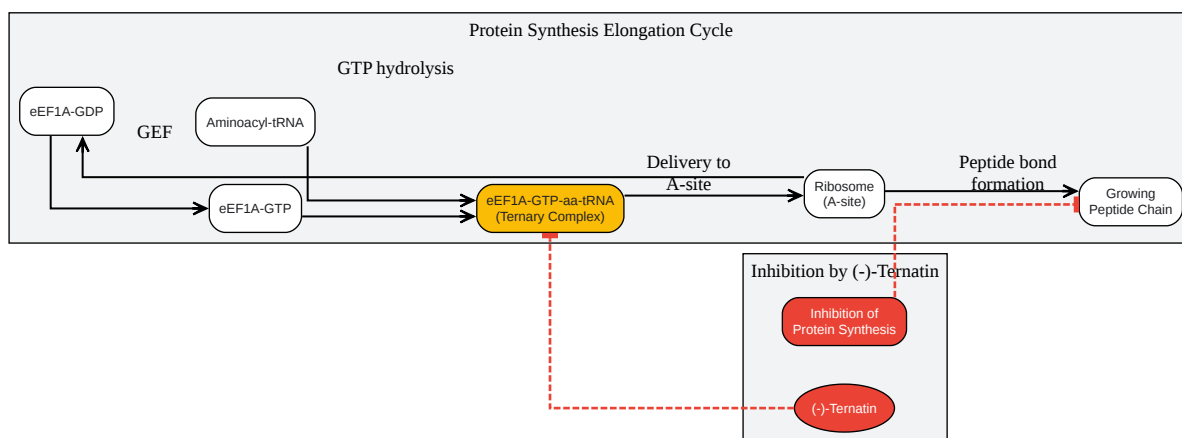 Protein Synthesis Elongation Cycle
GTP hydrolysis
eEF1A-GDP
GEF
Aminoacyl-tRNA
Delivery to
A-site
Peptide bond
formation
eEF1A-GTP
eEF1A-GTP-aa-tRNA
(Ternary Complex)
Ribosome
(A-site)
Growing
Peptide Chain
Inhibition by (-)-Ternatin
Inhibition of
Protein Synthesis
(-)-Ternatin